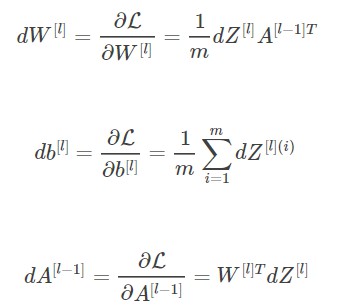 dW^{[l]} = \frac{\partial \mathcal{L}}{\partial W^{[l]}} = \frac{1}{m} dZ^{[l]} A^{[l-1]T}
db^{[l]} = \frac{\partial \mathcal{L}}{\partial b^{[l]}} = \frac{1}{m} \sum_{i=1}^{m} dZ^{[l](i)}
dA^{[l-1]} = \frac{\partial \mathcal{L}}{\partial A^{[l-1]}} = W^{[l]T} dZ^{[l]}